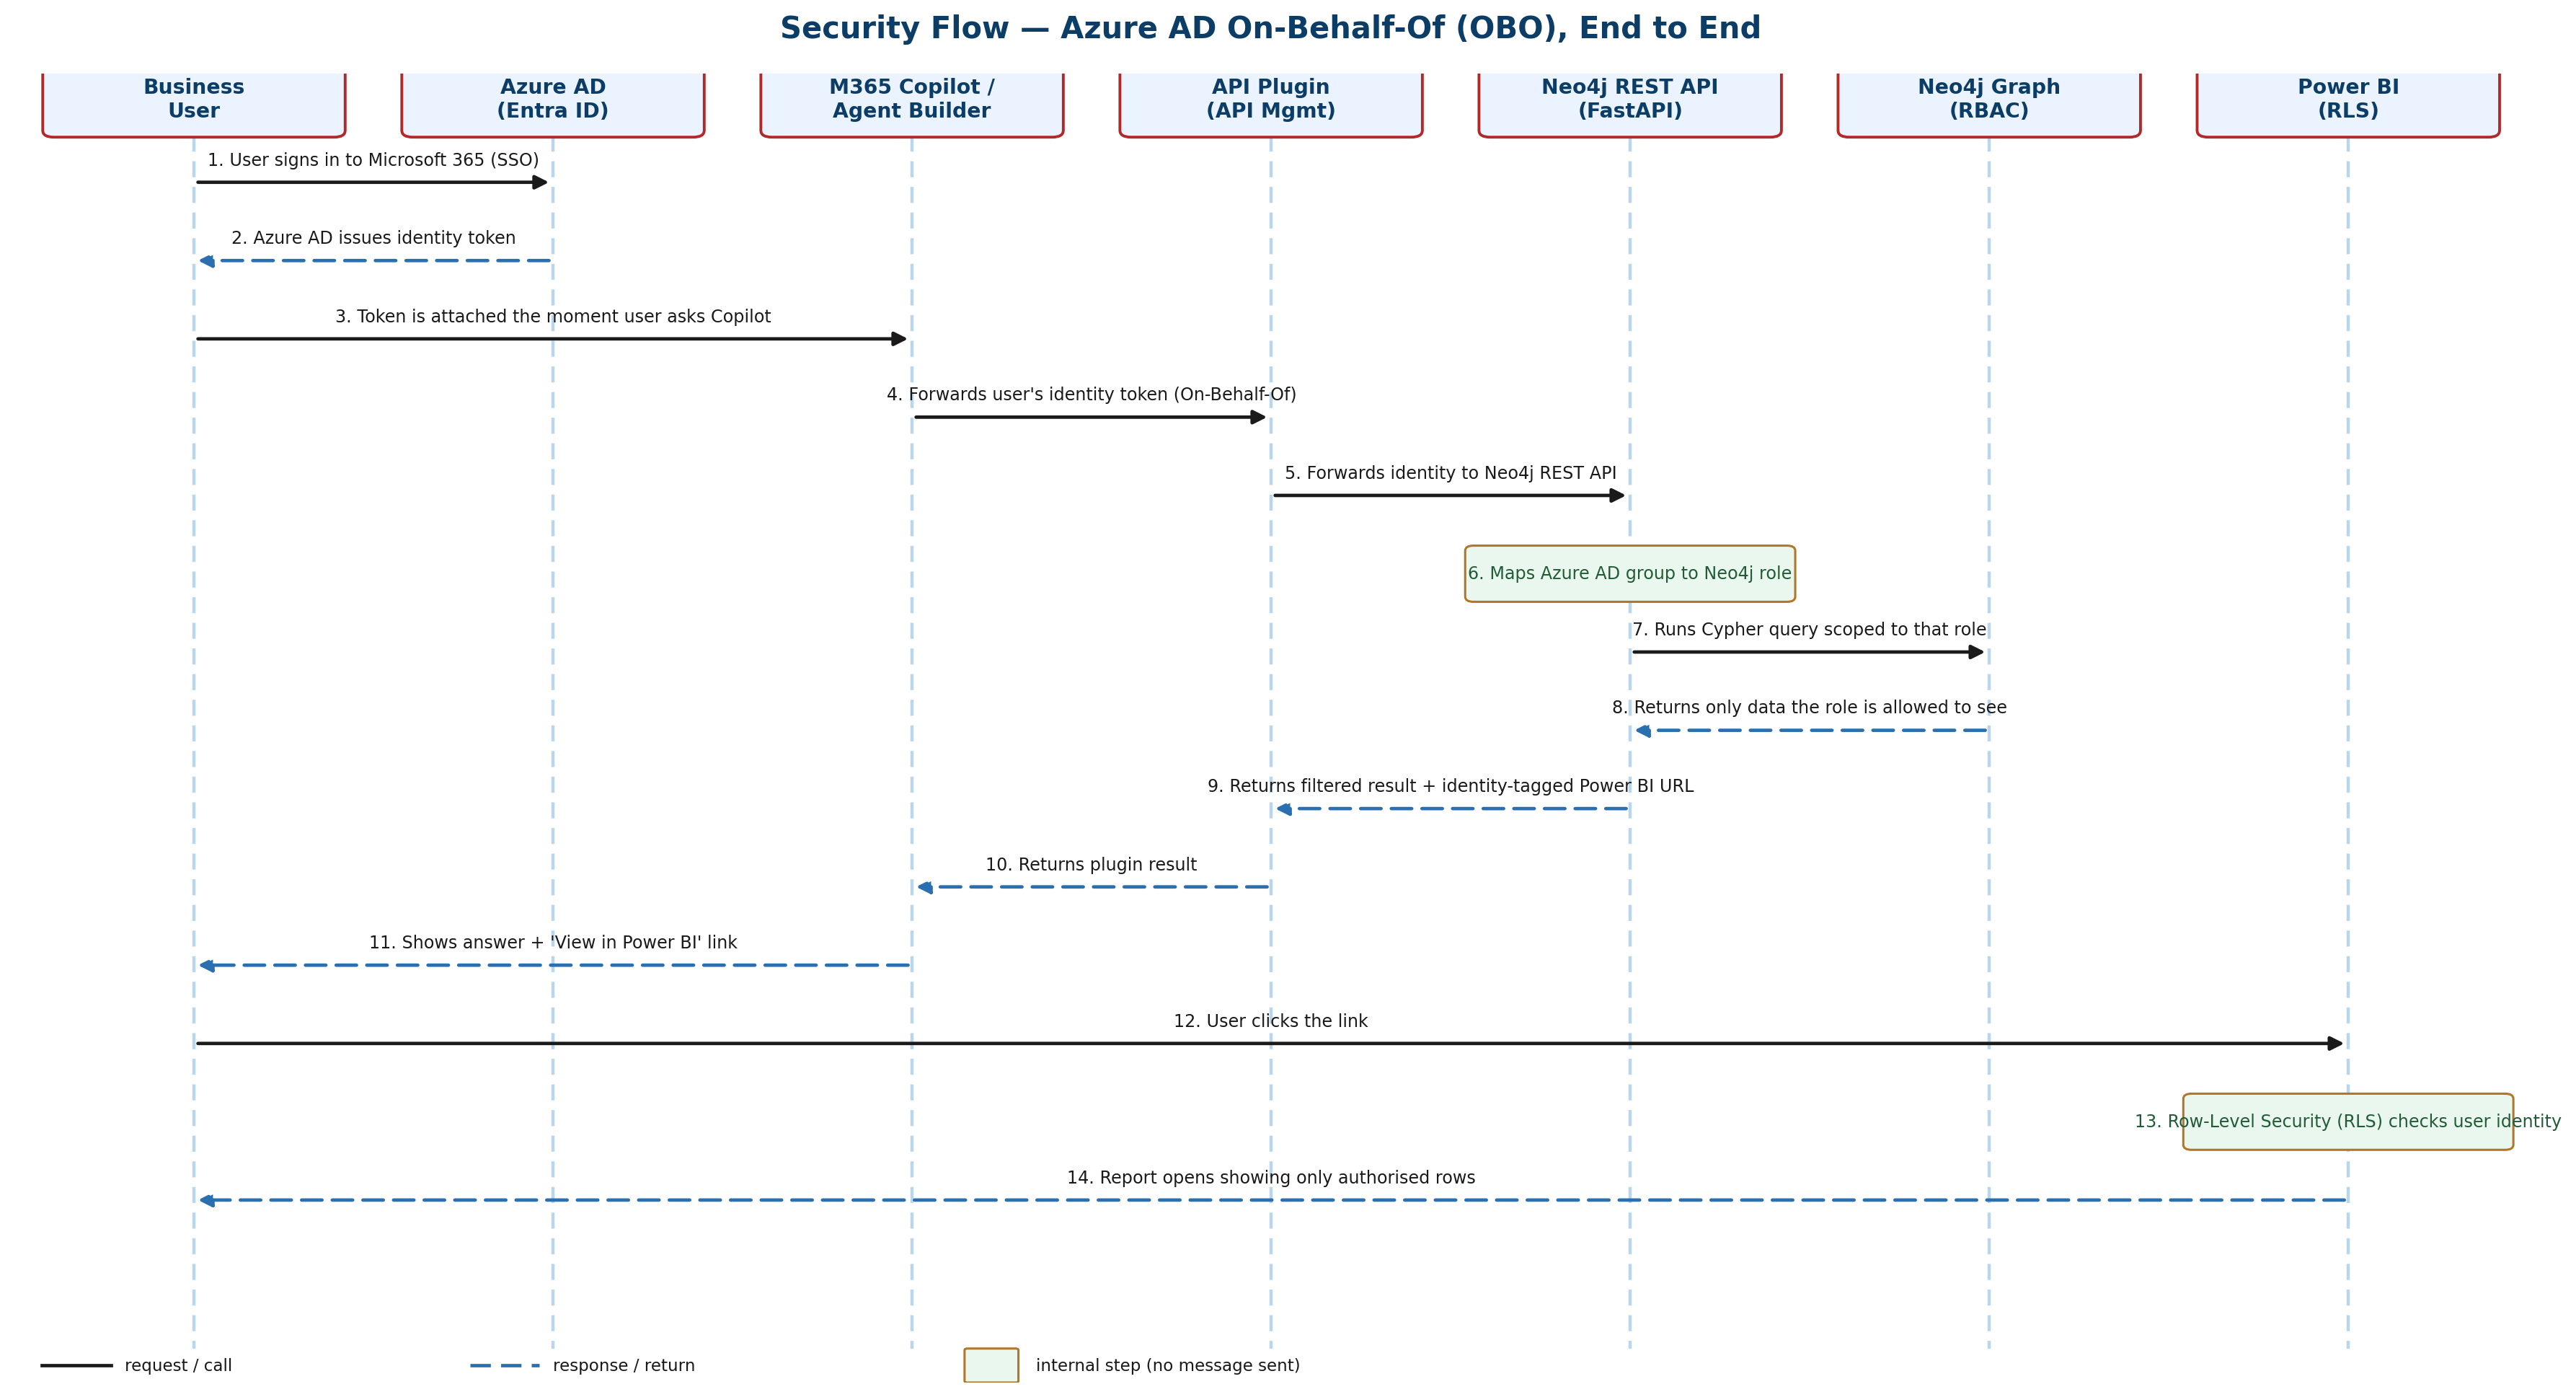 Security Flow — Azure AD On-Behalf-Of (OBO), End to End
Business
User
Azure AD
(Entra ID)
M365 Copilot /
Agent Builder
API Plugin
(API Mgmt)
Neo4j REST API
(FastAPI)
Neo4j Graph
(RBAC)
Power BI
(RLS)
1. User signs in to Microsoft 365 (SSO)
2. Azure AD issues identity token
3. Token is attached the moment user asks Copilot
4. Forwards user's identity token (On-Behalf-Of)
5. Forwards identity to Neo4j REST API
6. Maps Azure AD group to Neo4j role
7. Runs Cypher query scoped to that role
8. Returns only data the role is allowed to see
9. Returns filtered result + identity-tagged Power BI URL
10. Returns plugin result
11. Shows answer + 'View in Power BI' link
12. User clicks the link
13. Row-Level Security (RLS) checks user identity
14. Report opens showing only authorised rows
request / call
response / return
internal step (no message sent)